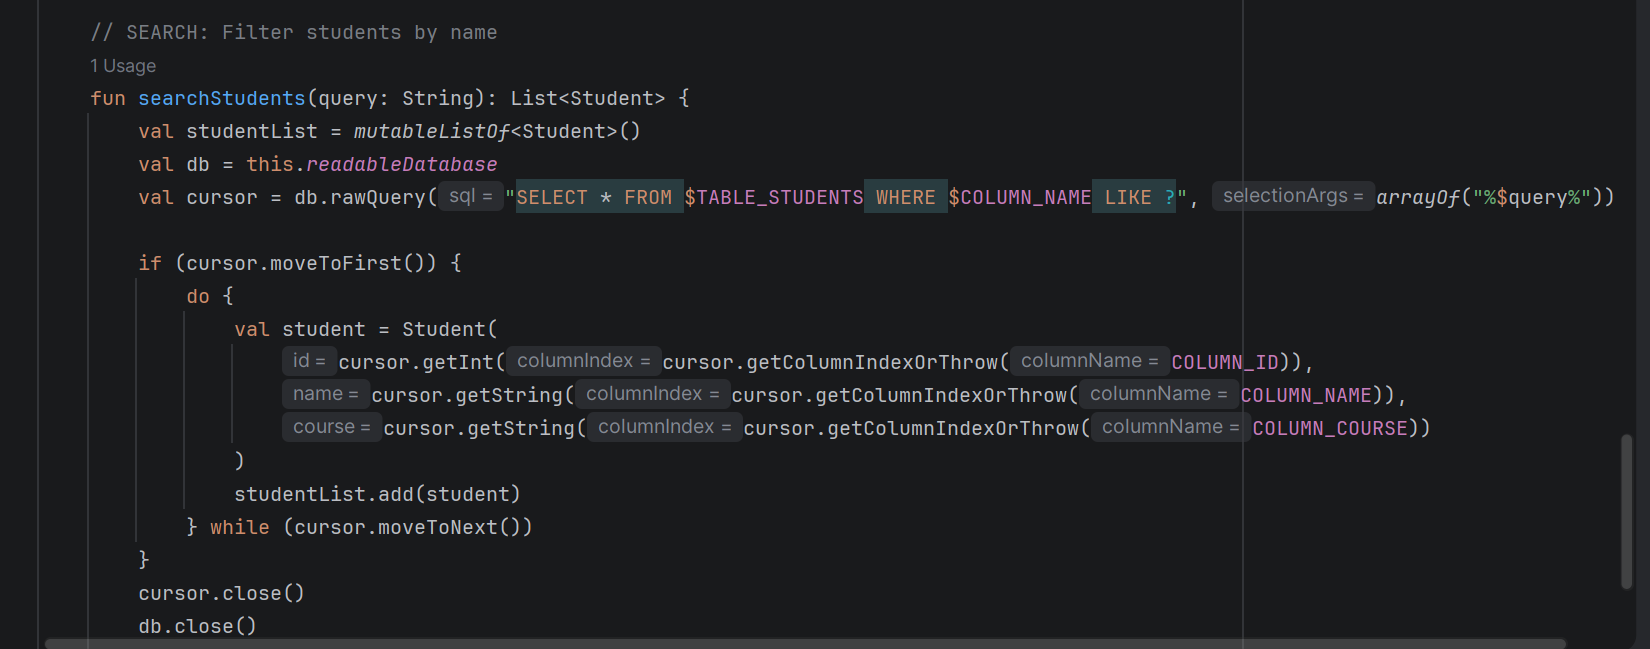 // SEARCH: Filter students by name
1 Usage
fun searchStudents(query: String): List<Student> {
val studentList = mutableListOf<Student>()
val db = this.readableDatabase
val cursor = db.rawQuery( sql = "SELECT * FROM $TABLE_STUDENTS WHERE $COLUMN_NAME LIKE ?", selectionArgs = arrayOf("%$query%"))
if (cursor.moveToFirst()) {
do {
val student = Student(
id = cursor.getInt( columnIndex = cursor.getColumnIndexOrThrow( columnName = COLUMN_ID)),
name = cursor.getString( columnIndex = cursor.getColumnIndexOrThrow( columnName = COLUMN_NAME)),
course = cursor.getString( columnIndex = cursor.getColumnIndexOrThrow( columnName = COLUMN_COURSE))
)
studentList.add(student)
} while (cursor.moveToNext())
}
cursor.close()
db.close()